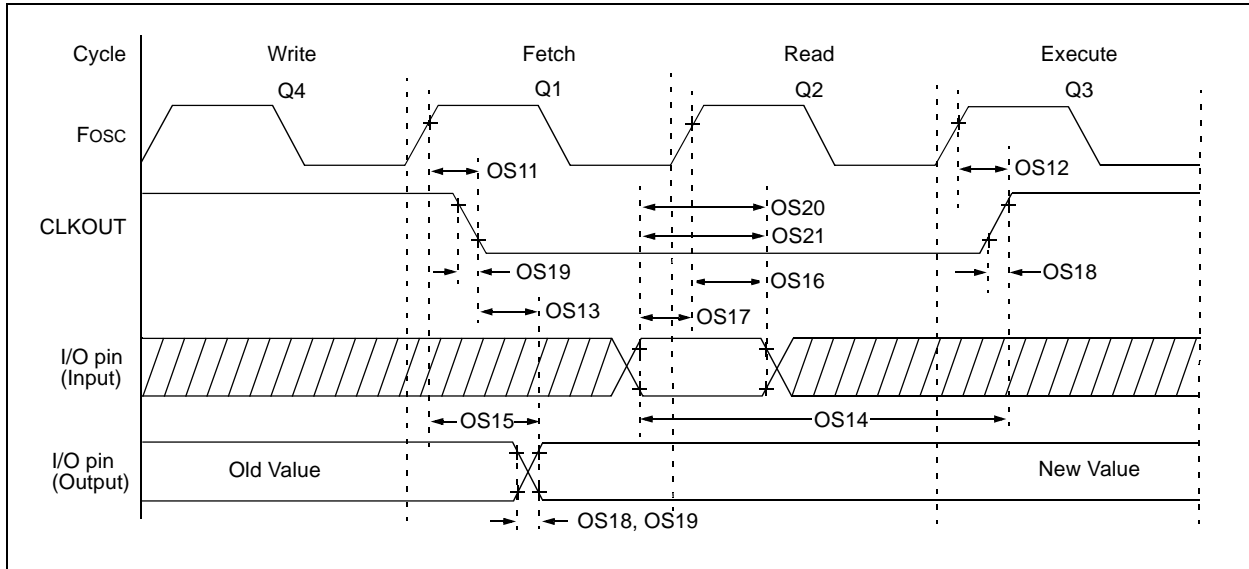 Cycle Write Fetch Read Execute
Q4 Q1 Q2 Q3
FOSC
OS11 OS12
OS20
CLKOUT
OS21
OS19 OS16 OS18
OS13 OS17
I/O pin
(Input)
OS15 OS14
I/O pin
(Output)
Old Value New Value
OS18, OS19